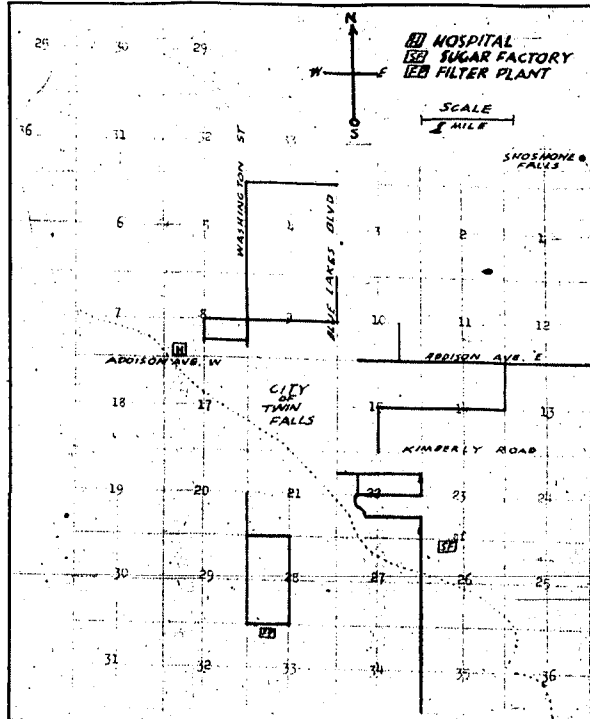 N
H HOSPITAL
SF SUGAR FACTORY
FP FILTER PLANT
W E
S
SCALE
1 MILE
30 29
36 31 32
WASHINGTON ST
BLUE LAKES BLVD
SHOSHONE
FALLS
6 5 4 3 2 1
7 8 9 10 11 12
H
ADDISON AVE. W
ADDISON AVE. E
CITY
OF
TWIN
FALLS
18 17 13
KIMBERLY ROAD
19 20 21 22 23 24
SF
30 29 28 27 26 25
FP
31 32 33 34 35 36